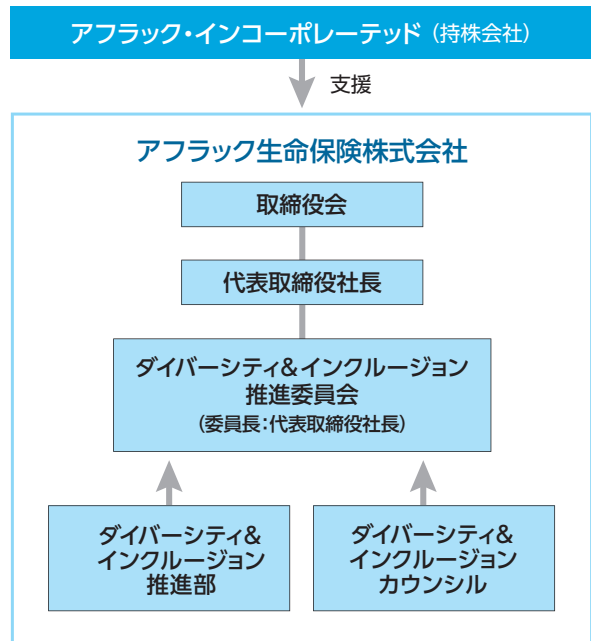 アフラック・インコーポレーテッド（持株会社）
支援
アフラック生命保険株式会社
取締役会
代表取締役社長
ダイバーシティ&インクルージョン
推進委員会
（委員長：代表取締役社長）
ダイバーシティ&
インクルージョン
推進部
ダイバーシティ&
インクルージョン
カウンシル